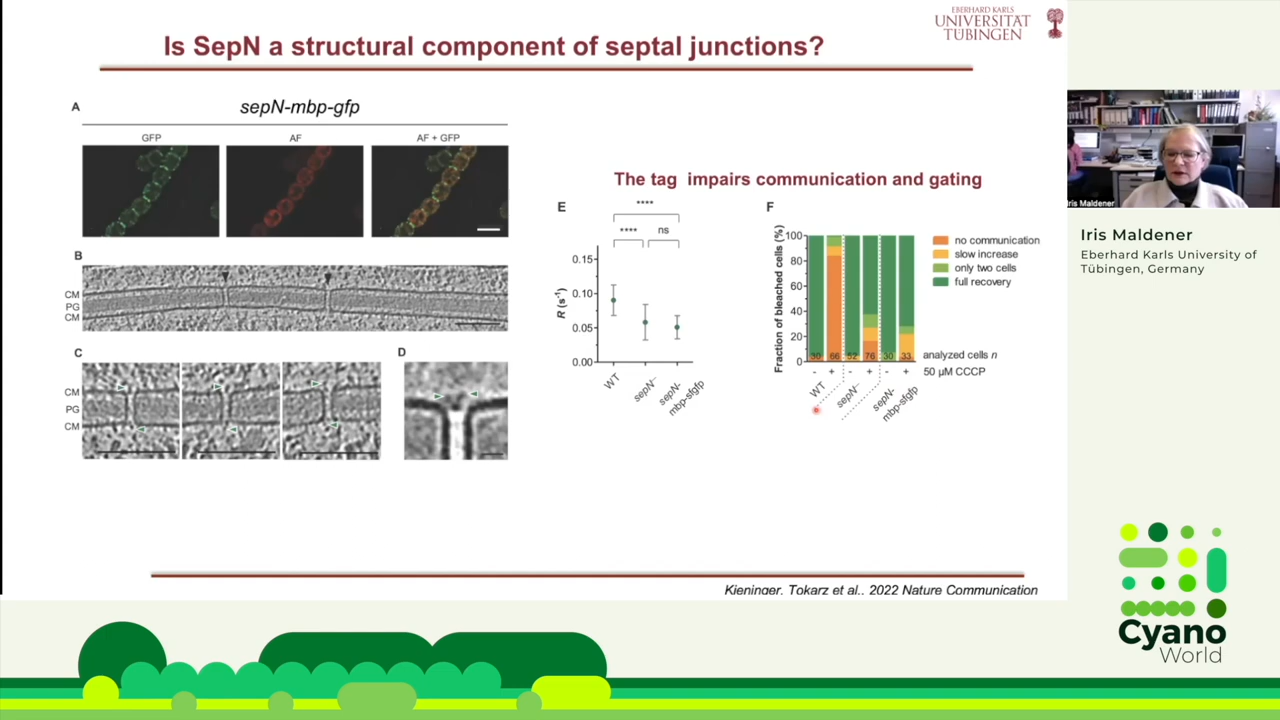 EBERHARD KARLS
UNIVERSITÄT
TÜBINGEN
Is SepN a structural component of septal junctions?
A
sepN-mbp-gfp
GFP
AF
AF + GFP
B
CM
PG
CM
C
D
CM
PG
CM
The tag impairs communication and gating
E
****
****
ns
R (s-1)
0.15
0.10
0.05
0.00
WT
sepN-
sepN-
mbp-sfgfp
F
Fraction of bleached cells (%)
100
80
60
40
20
0
no communication
slow increase
only two cells
full recovery
30 66 52 76 30 33
analyzed cells n
- + - + - +
50 µM CCCP
WT
sepN-
sepN-
mbp-sfgfp
Kieninger, Tokarz et al., 2022 Nature Communication
Iris Maldener
Iris Maldener
Eberhard Karls University of
Tübingen, Germany
Cyano
World